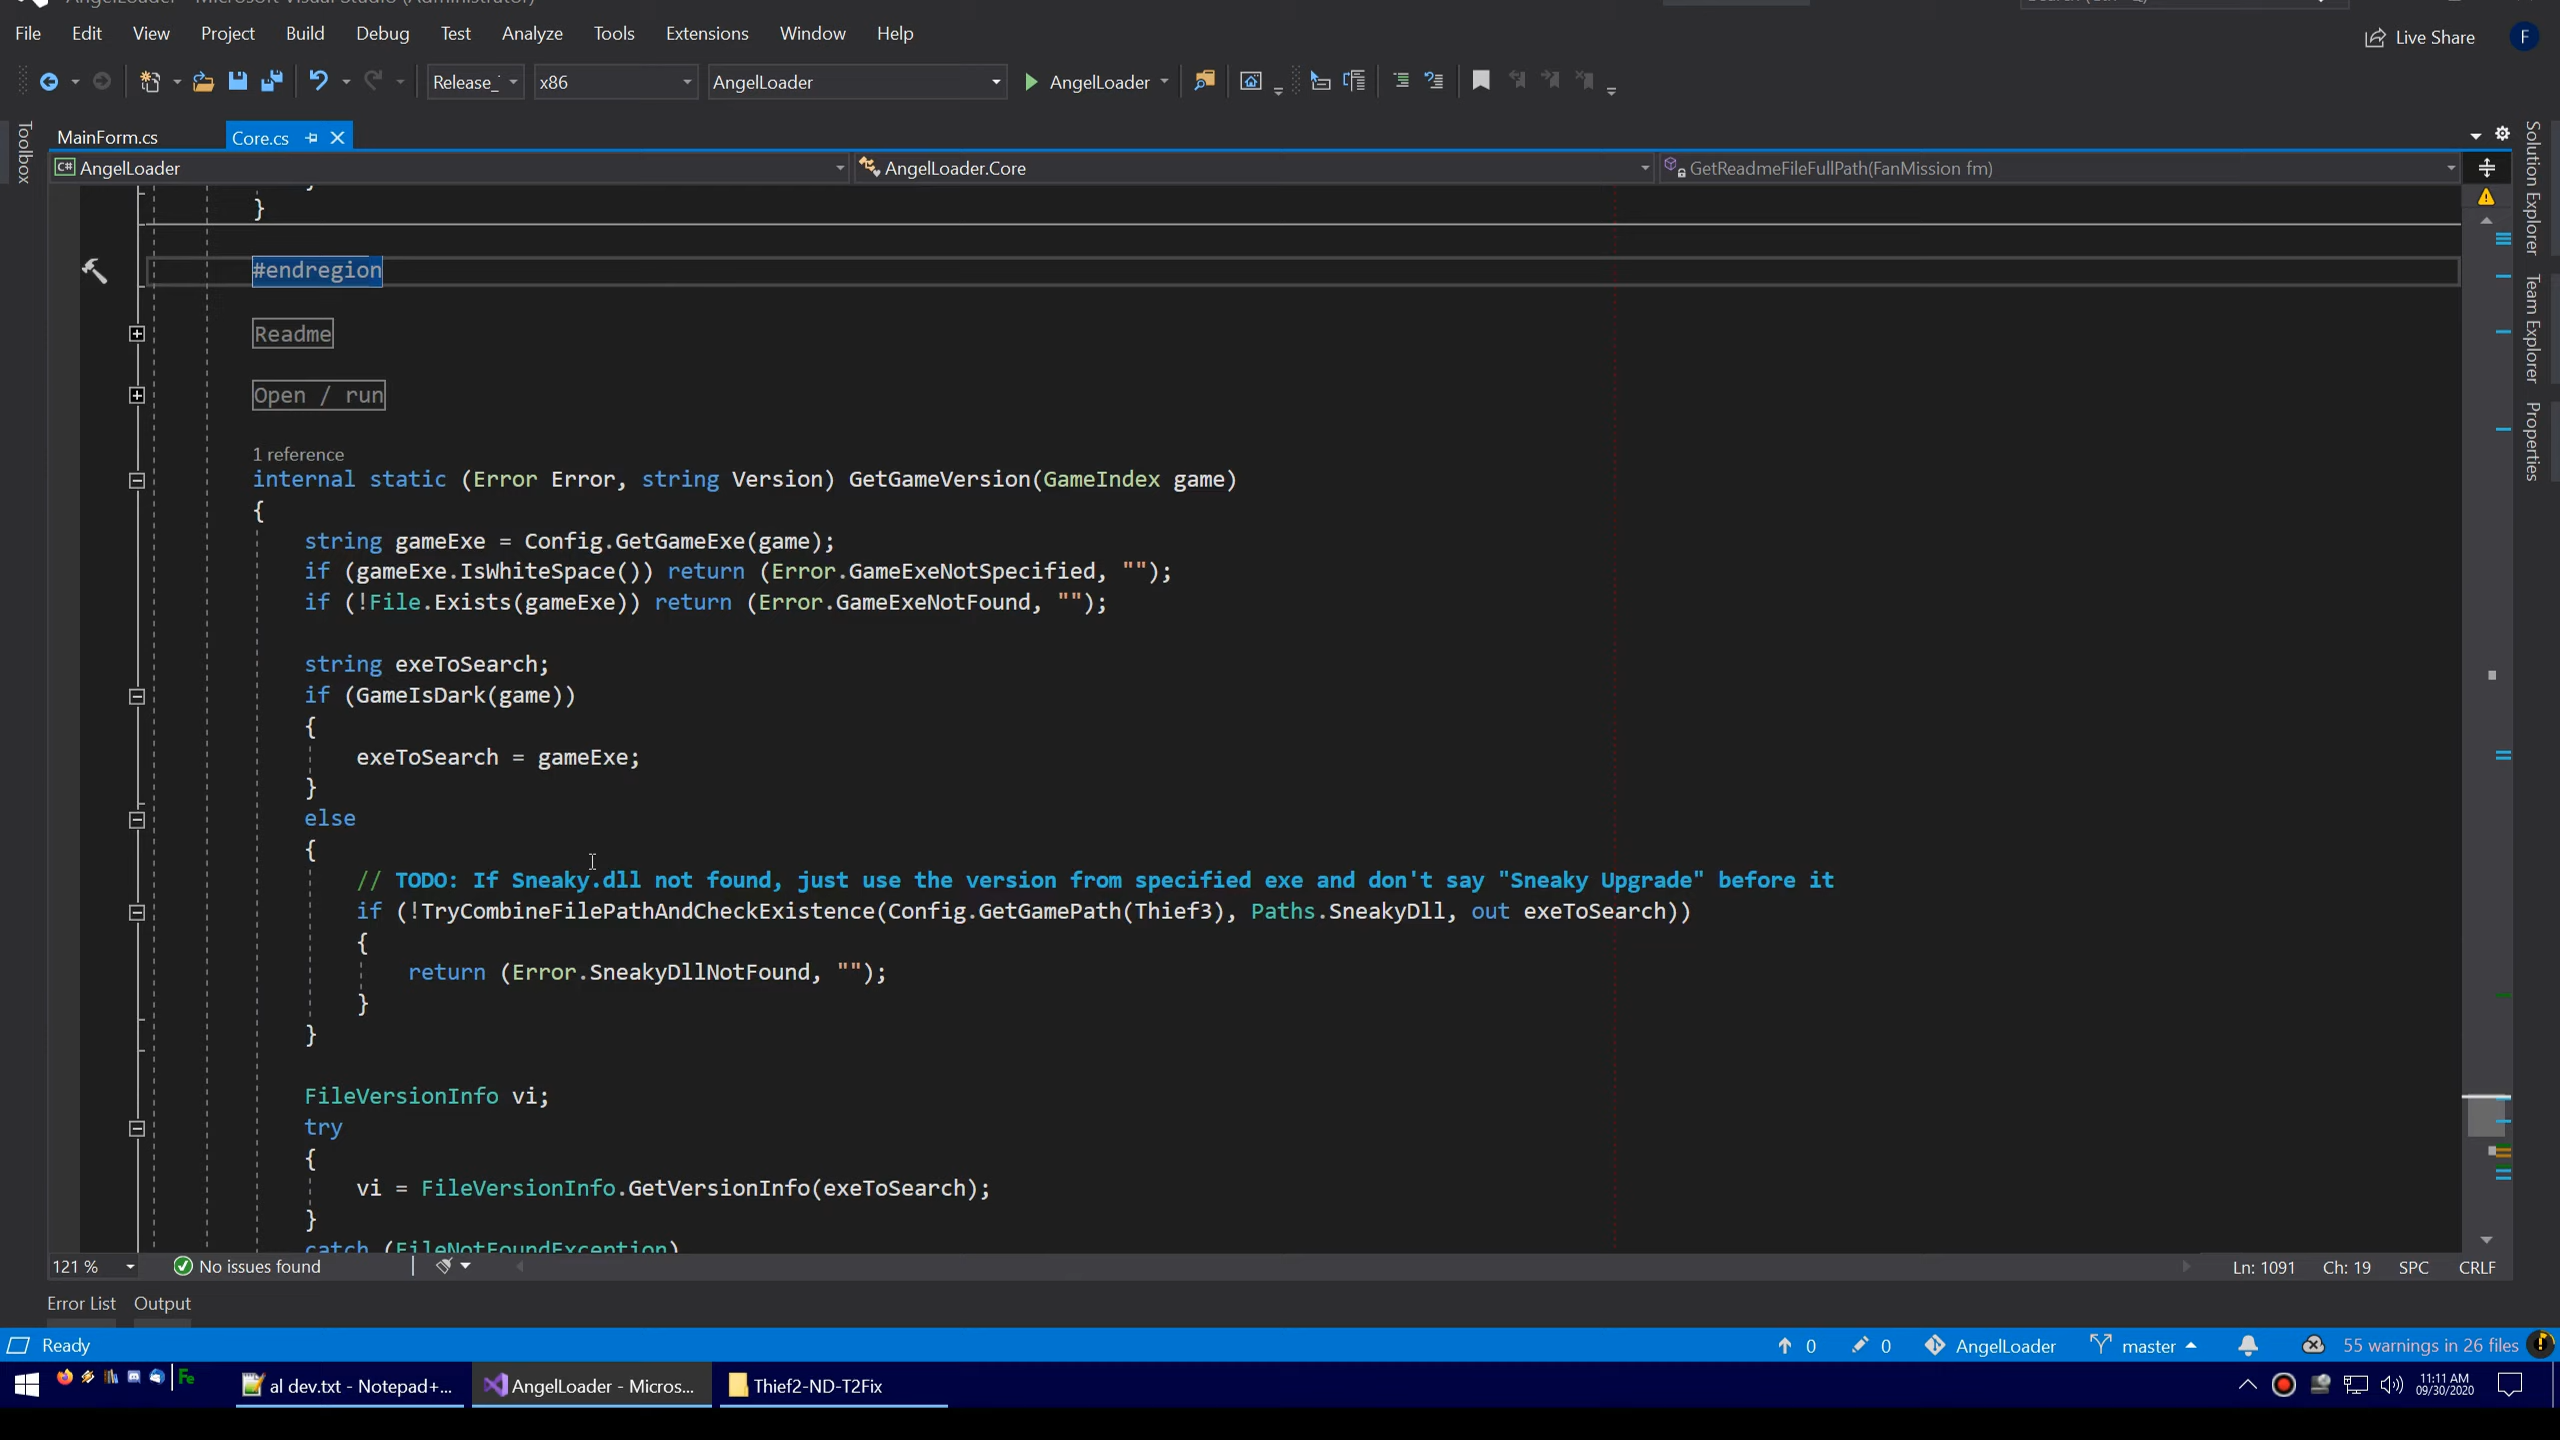 AngelLoader - Microsoft Visual Studio (Administrator)
File Edit View Project Build Debug Test Analyze Tools Extensions Window Help
Live Share F
Release_ x86 AngelLoader AngelLoader
MainForm.cs Core.cs
AngelLoader AngelLoader.Core GetReadmeFileFullPath(FanMission fm)
Toolbox
Solution Explorer
Team Explorer
Properties
}
#endregion
Readme
Open / run
1 reference
internal static (Error Error, string Version) GetGameVersion(GameIndex game)
{
string gameExe = Config.GetGameExe(game);
if (gameExe.IsWhiteSpace()) return (Error.GameExeNotSpecified, "");
if (!File.Exists(gameExe)) return (Error.GameExeNotFound, "");
string exeToSearch;
if (GameIsDark(game))
{
exeToSearch = gameExe;
}
else
{
// TODO: If Sneaky.dll not found, just use the version from specified exe and don't say "Sneaky Upgrade" before it
if (!TryCombineFilePathAndCheckExistence(Config.GetGamePath(Thief3), Paths.SneakyDll, out exeToSearch))
{
return (Error.SneakyDllNotFound, "");
}
}
FileVersionInfo vi;
try
{
vi = FileVersionInfo.GetVersionInfo(exeToSearch);
}
catch (FileNotFoundException)
121 % No issues found Ln: 1091 Ch: 19 SPC CRLF
Error List Output
Ready 0 0 AngelLoader master 55 warnings in 26 files
Fe al dev.txt - Notepad+... AngelLoader - Micros... Thief2-ND-T2Fix 11:11 AM
09/30/2020